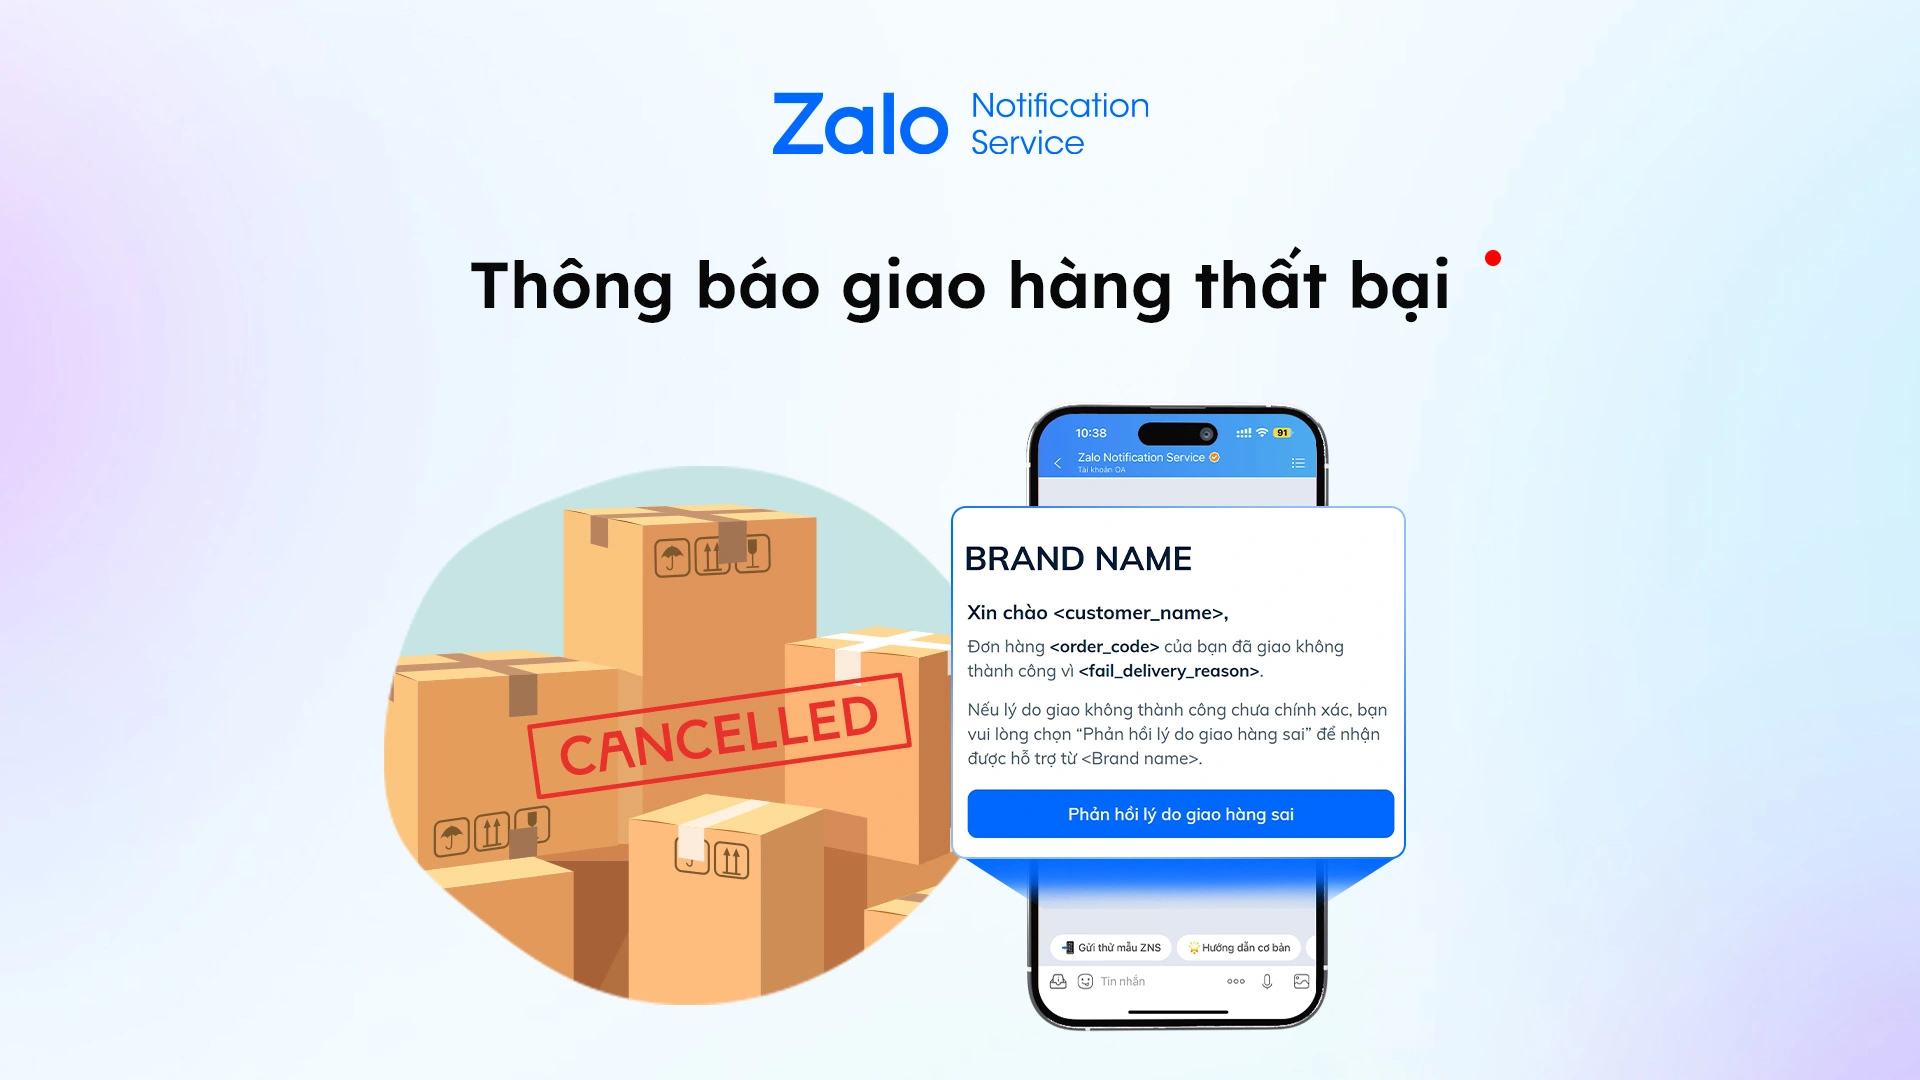 Zalo Notification
Service
Thông báo giao hàng thất bại
10:38
91
Zalo Notification Service
Tài khoản OA
BRAND NAME
Xin chào <customer_name>,
Đơn hàng <order_code> của bạn đã giao không
thành công vì <fail_delivery_reason>.
Nếu lý do giao không thành công chưa chính xác, bạn
vui lòng chọn “Phản hồi lý do giao hàng sai” để nhận
được hỗ trợ từ <Brand name>.
Phản hồi lý do giao hàng sai
CANCELLED
Gửi thử mẫu ZNS
Hướng dẫn cơ bản
Tin nhắn